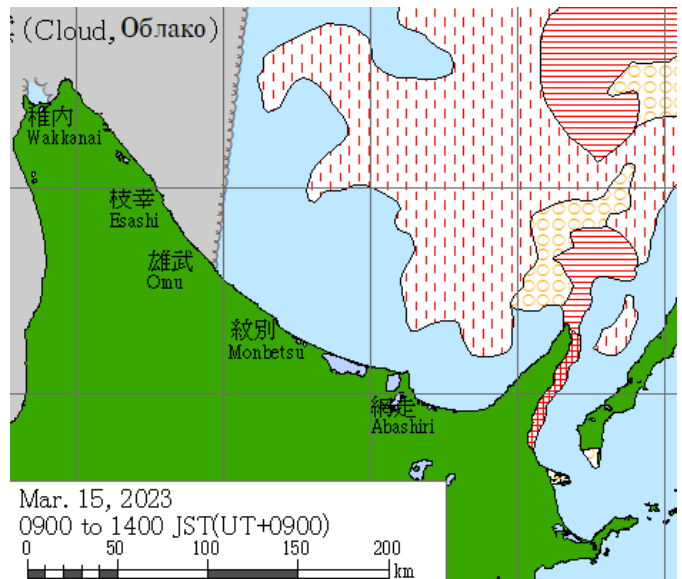 (Cloud, Облако)
稚内
Wakkanai
枝幸
Esashi
雄武
Omu
紋別
Monbetsu
網走
Abashiri
Mar. 15, 2023
0900 to 1400 JST(UT+0900)
0 50 100 150 200
km